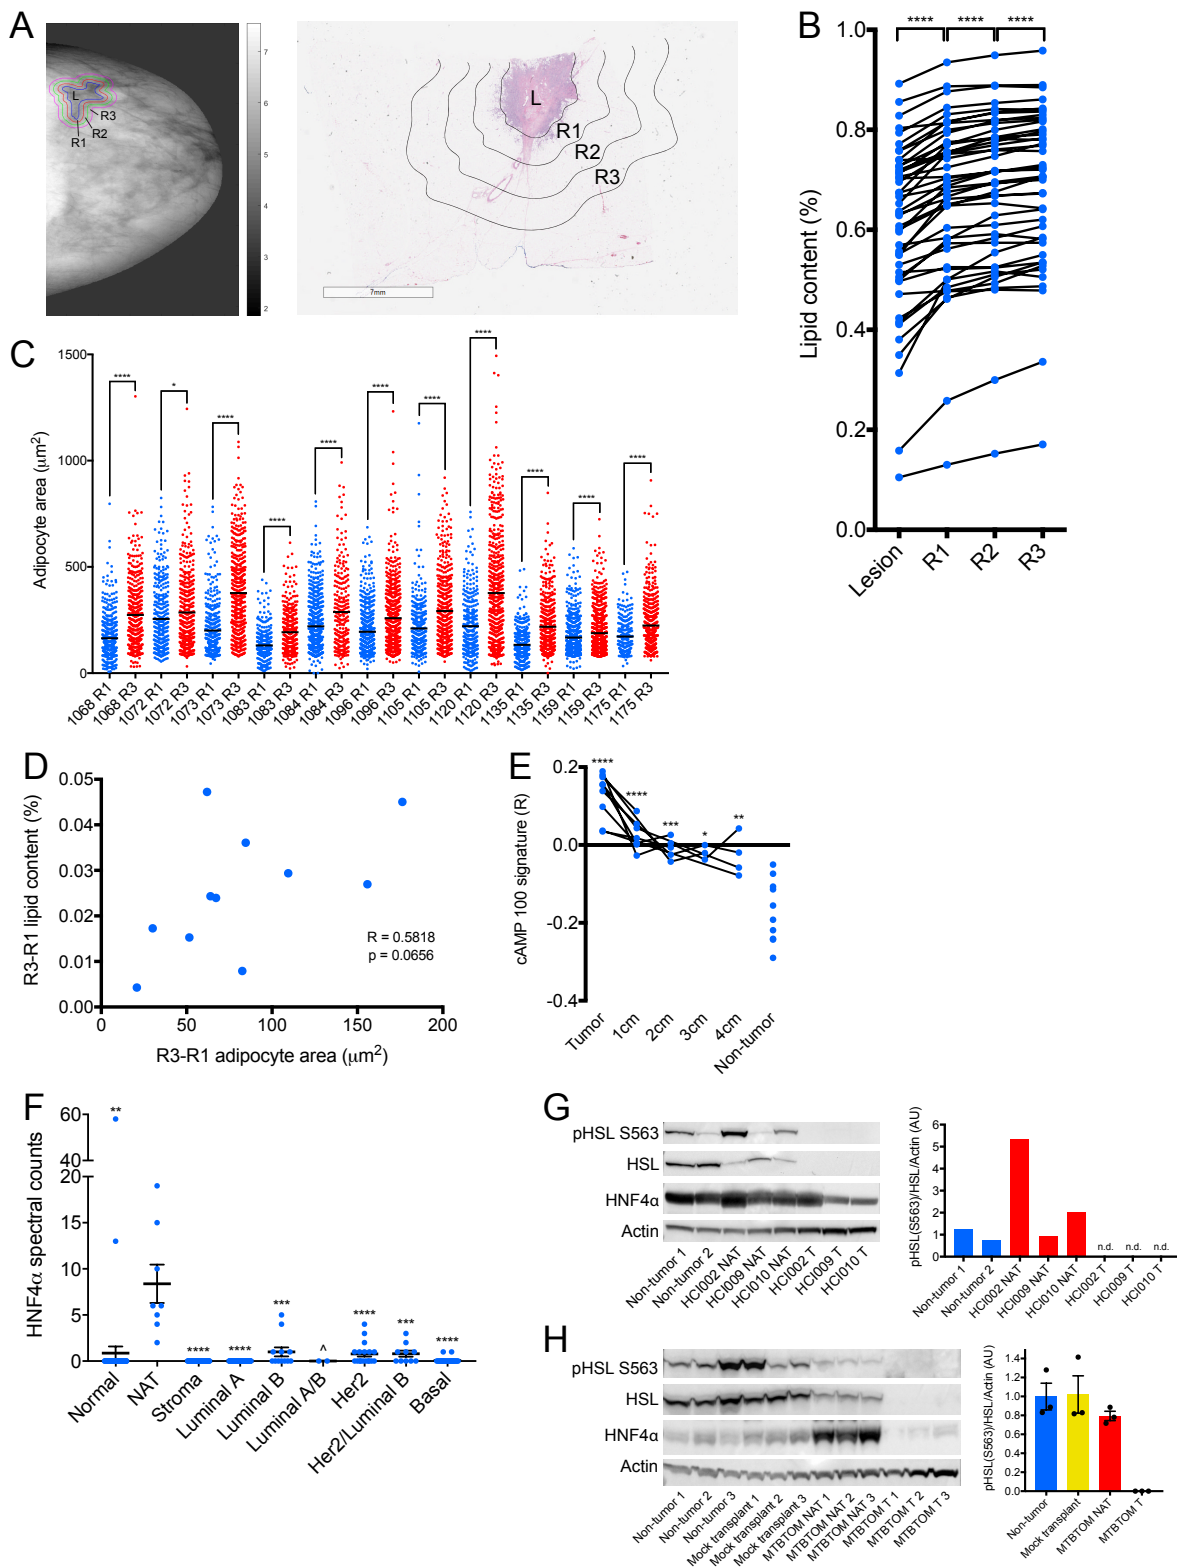 A
L
R3
R2
R1
7
6
5
4
3
2
L
R1
R2
R3
7mm
B
**** **** ****
1.0
0.8
0.6
0.4
0.2
0.0
Lipid content (%)
Lesion
R1
R2
R3
C
1500
1000
500
0
Adipocyte area (μm²)
**** * **** **** **** **** **** **** **** **** ****
1068 R1
1068 R3
1072 R1
1072 R3
1073 R1
1073 R3
1083 R1
1083 R3
1084 R1
1084 R3
1096 R1
1096 R3
1105 R1
1105 R3
1120 R1
1120 R3
1135 R1
1135 R3
1159 R1
1159 R3
1175 R1
1175 R3
D
0.05
0.04
0.03
0.02
0.01
0.00
R3-R1 lipid content (%)
R = 0.5818
p = 0.0656
0 50 100 150 200
R3-R1 adipocyte area (μm²)
E
0.2
0.0
-0.2
-0.4
cAMP 100 signature (R)
**** **** *** * **
Tumor
1cm
2cm
3cm
4cm
Non-tumor
F
60
40
20
15
10
5
0
HNF4α spectral counts
** **** **** *** ^ **** *** ****
Normal
NAT
Stroma
Luminal A
Luminal B
Luminal A/B
Her2
Her2/Luminal B
Basal
G
pHSL S563
HSL
HNF4α
Actin
Non-tumor 1
Non-tumor 2
HCI002 NAT
HCI009 NAT
HCI010 NAT
HCI002 T
HCI009 T
HCI010 T
pHSL(S563)/HSL/Actin (AU)
6
5
4
3
2
1
0
n.d. n.d. n.d.
Non-tumor 1
Non-tumor 2
HCI002 NAT
HCI009 NAT
HCI010 NAT
HCI002 T
HCI009 T
HCI010 T
H
pHSL S563
HSL
HNF4α
Actin
Non-tumor 1
Non-tumor 2
Non-tumor 3
Mock transplant 1
Mock transplant 2
Mock transplant 3
MTBTOM NAT 1
MTBTOM NAT 2
MTBTOM NAT 3
MTBTOM T 1
MTBTOM T 2
MTBTOM T 3
pHSL(S563)/HSL/Actin (AU)
1.4
1.2
1.0
0.8
0.6
0.4
0.2
0.0
Non-tumor
Mock transplant
MTBTOM NAT
MTBTOM T